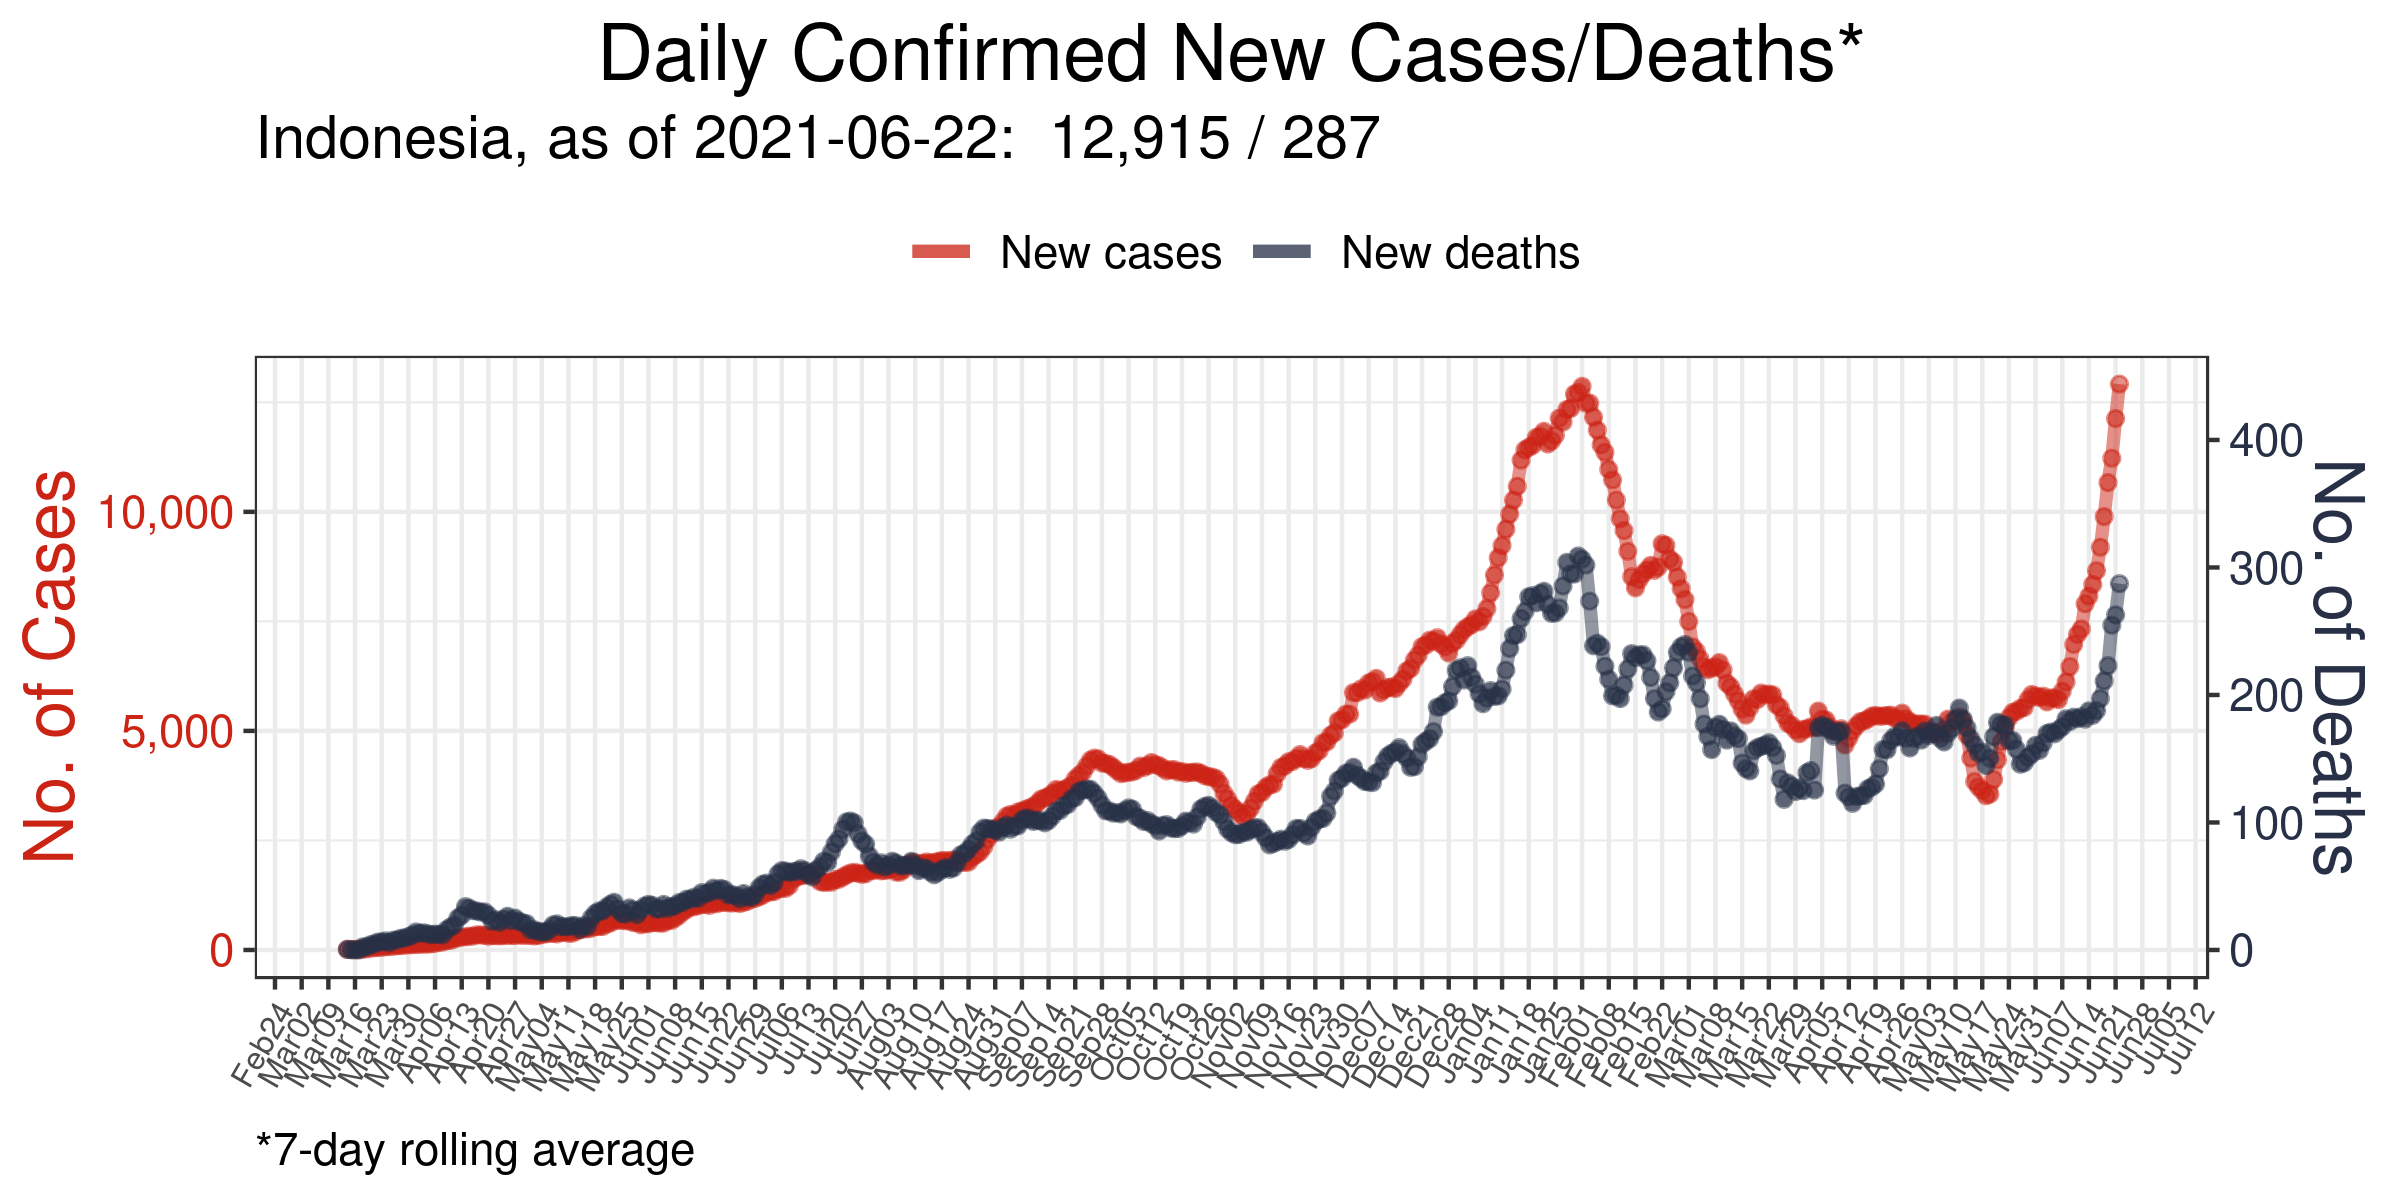 Daily Confirmed New Cases/Deaths*
Indonesia, as of 2021-06-22:  12,915 / 287
New cases
New deaths
No. of Cases
10,000
5,000
0
No. of Deaths
400
300
200
100
0
Feb24
Mar02
Mar09
Mar16
Mar23
Mar30
Apr06
Apr13
Apr20
Apr27
May04
May11
May18
May25
Jun01
Jun08
Jun15
Jun22
Jun29
Jul06
Jul13
Jul20
Jul27
Aug03
Aug10
Aug17
Aug24
Aug31
Sep07
Sep14
Sep21
Sep28
Oct05
Oct12
Oct19
Oct26
Nov02
Nov09
Nov16
Nov23
Nov30
Dec07
Dec14
Dec21
Dec28
Jan04
Jan11
Jan18
Jan25
Feb01
Feb08
Feb15
Feb22
Mar01
Mar08
Mar15
Mar22
Mar29
Apr05
Apr12
Apr19
Apr26
May03
May10
May17
May24
May31
Jun07
Jun14
Jun21
Jun28
Jul05
Jul12
*7-day rolling average